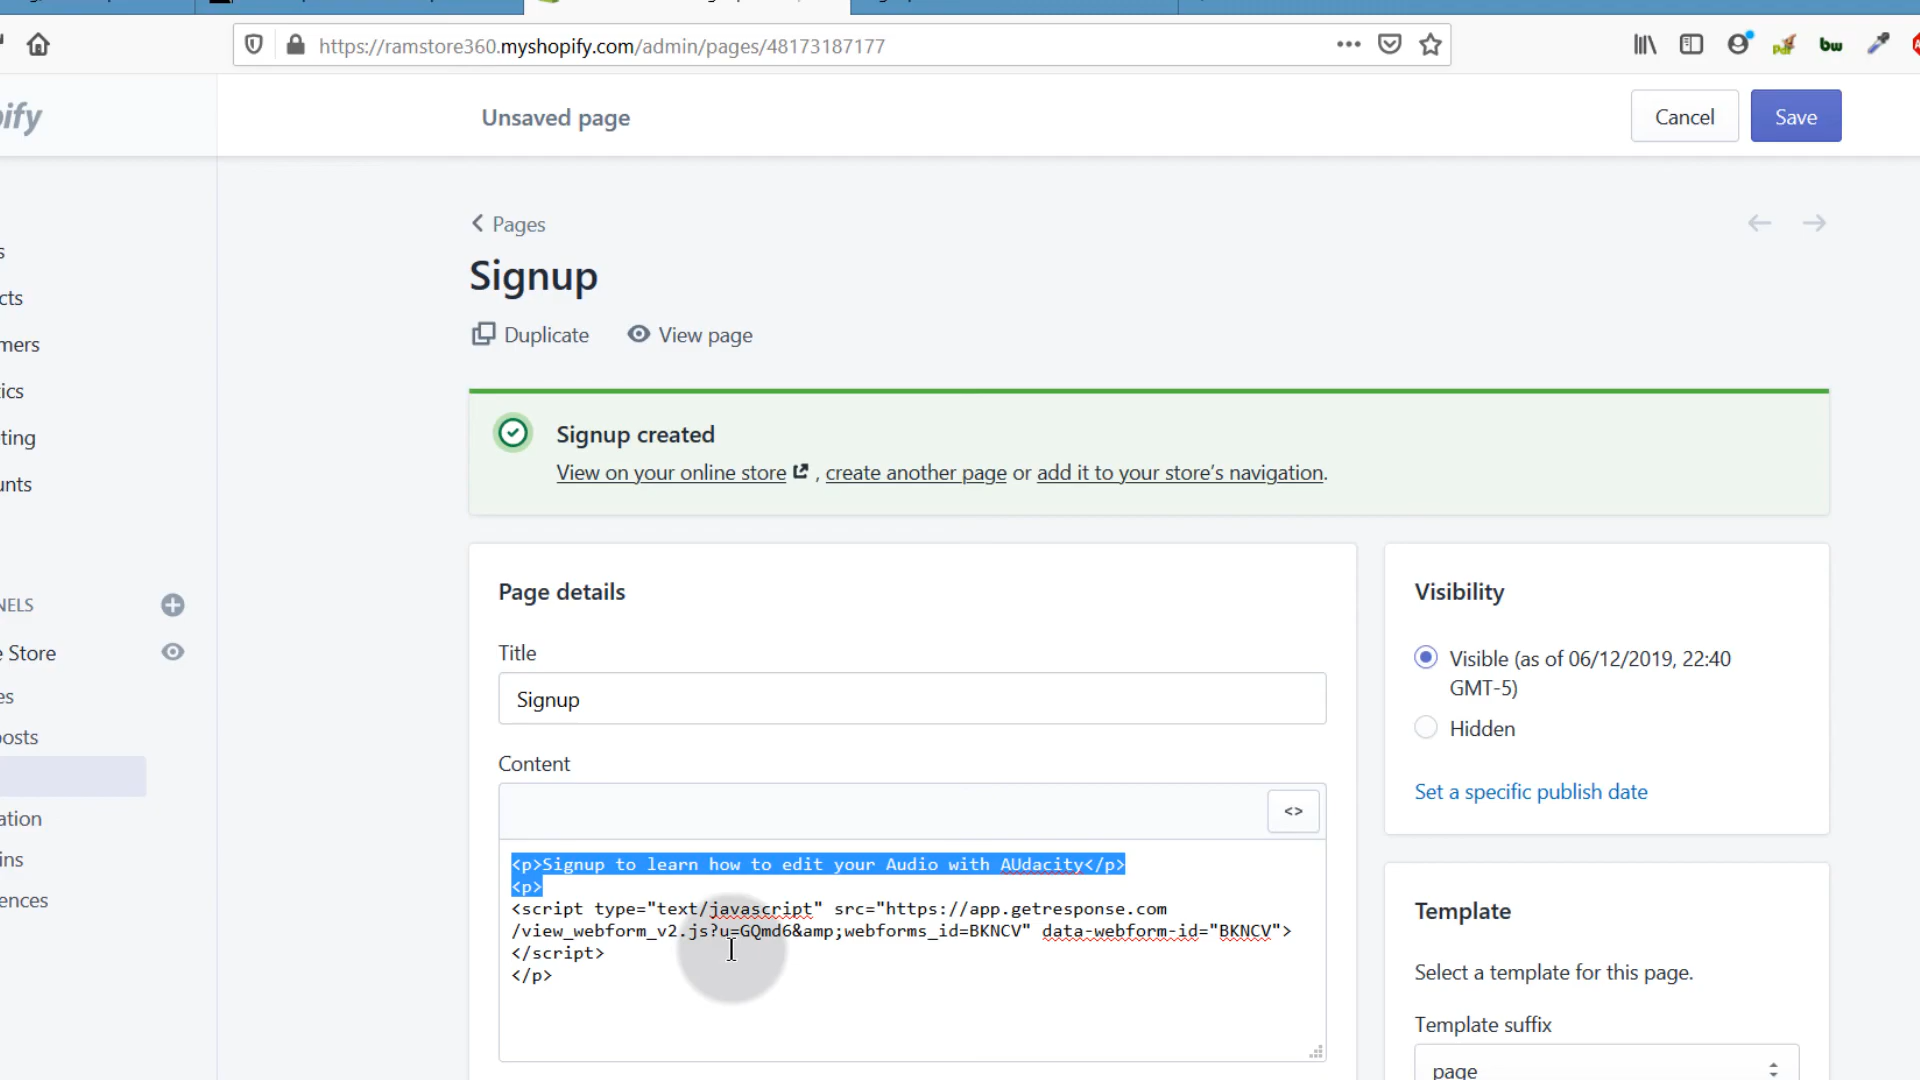 https://ramstore360.myshopify.com/admin/pages/48173187177
bw
ify
Unsaved page
Cancel
Save
Pages
Signup
Duplicate
View page
Signup created
View on your online store , create another page or add it to your store's navigation.
s
cts
mers
tics
ting
unts
NELS
e Store
es
posts
ation
ins
ences
Page details
Title
Signup
Content
<>
<p>Signup to learn how to edit your Audio with AUdacity</p>
<p>
<script type="text/javascript" src="https://app.getresponse.com
/view_webform_v2.js?u=GQmd6&amp;webforms_id=BKNCV" data-webform-id="BKNCV">
</script>
</p>
Visibility
Visible (as of 06/12/2019, 22:40
GMT-5)
Hidden
Set a specific publish date
Template
Select a template for this page.
Template suffix
page